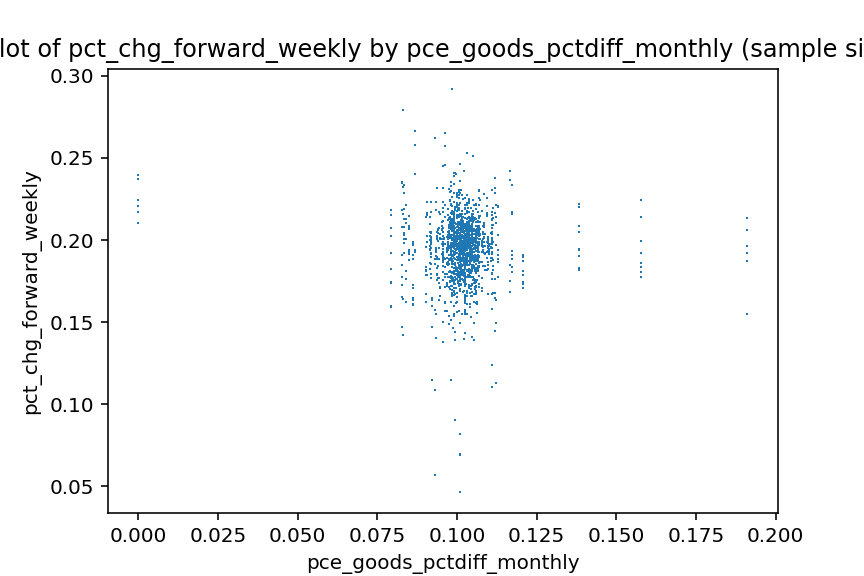 lot of pct_chg_forward_weekly by pce_goods_pctdiff_monthly (sample si
0.30
0.25
0.20
0.15
0.10
0.05
pct_chg_forward_weekly
0.000 0.025 0.050 0.075 0.100 0.125 0.150 0.175 0.200
pce_goods_pctdiff_monthly